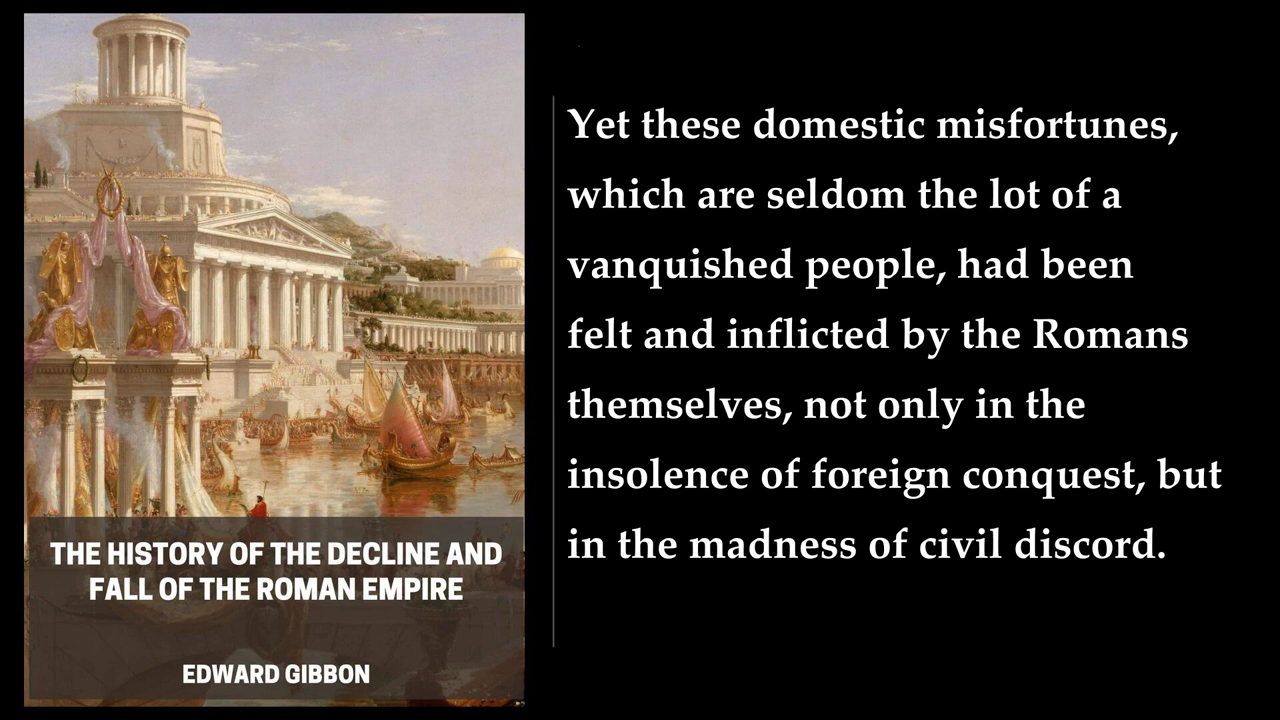 THE HISTORY OF THE DECLINE AND
FALL OF THE ROMAN EMPIRE
EDWARD GIBBON
Yet these domestic misfortunes,
which are seldom the lot of a
vanquished people, had been
felt and inflicted by the Romans
themselves, not only in the
insolence of foreign conquest, but
in the madness of civil discord.